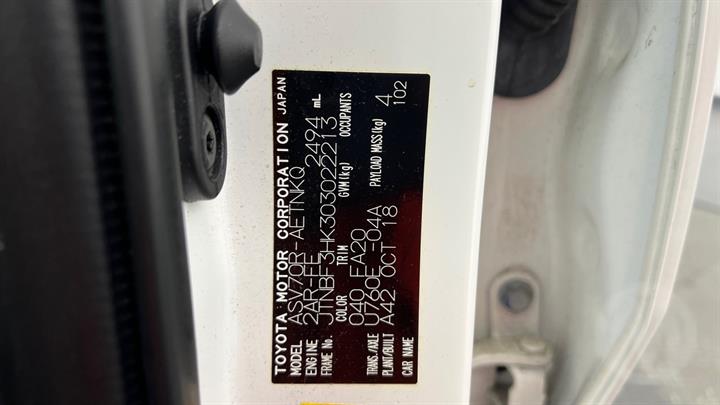 TOYOTA MOTOR CORPORATION JAPAN
MODEL ASV70R-AETNKQ
ENGINE 2AR-FE 2494 mL
FRAME No. JTNBF3HK303022213
COLOR TRIM GVM(kg) OCCUPANTS
040 FA20 4
TRANS./AXLE U760E -04A PAYLOAD MASS(kg) 102
PLANT/BUILT A42 OCT 18
CAR NAME